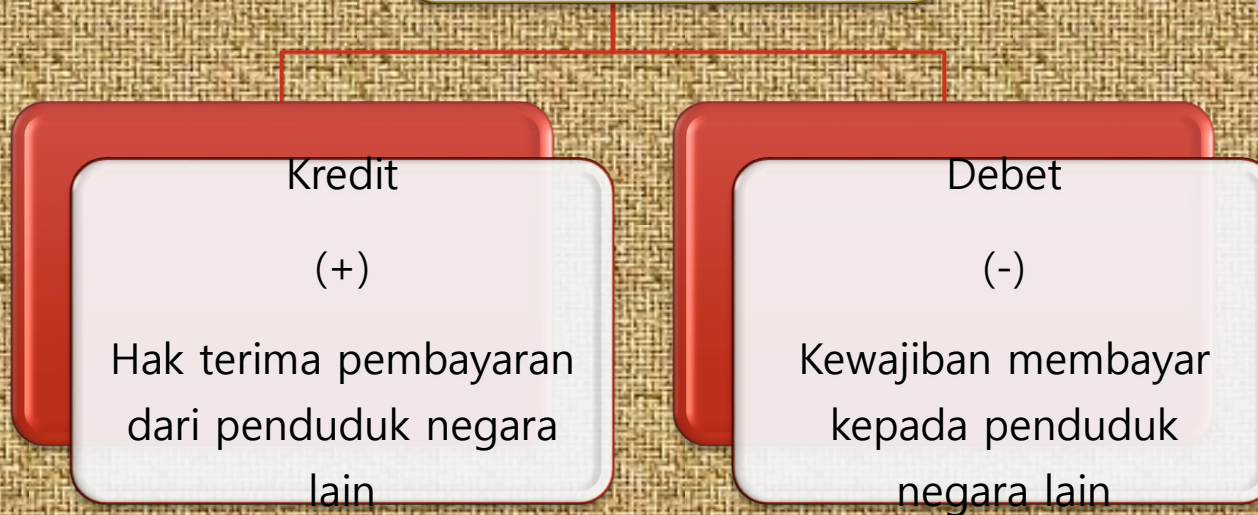 Kredit
(+)
Hak terima pembayaran
dari penduduk negara
lain
Debet
(-)
Kewajiban membayar
kepada penduduk
negara lain